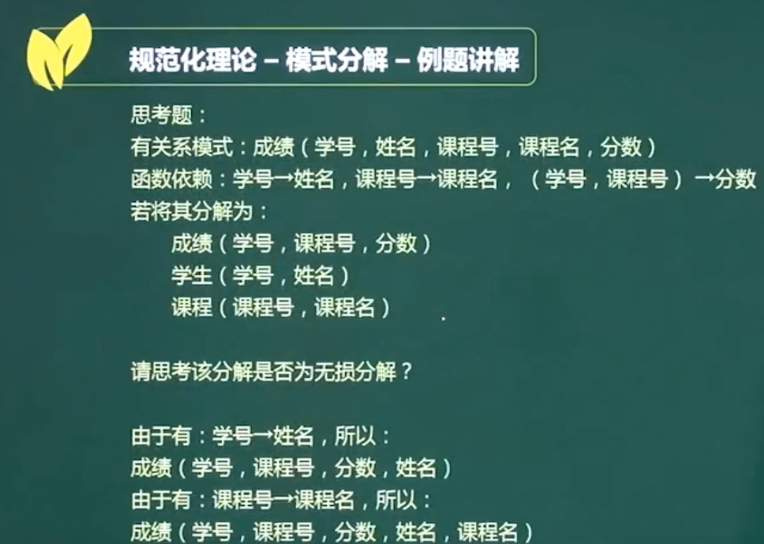 规范化理论 – 模式分解 – 例题讲解
思考题：
有关系模式：成绩（学号，姓名，课程号，课程名，分数）
函数依赖：学号→姓名，课程号→课程名，（学号，课程号）→分数
若将其分解为：
成绩（学号，课程号，分数）
学生（学号，姓名）
课程（课程号，课程名）
请思考该分解是否为无损分解？
由于有：学号→姓名，所以：
成绩（学号，课程号，分数，姓名）
由于有：课程号→课程名，所以：
成绩（学号，课程号，分数，姓名，课程名）